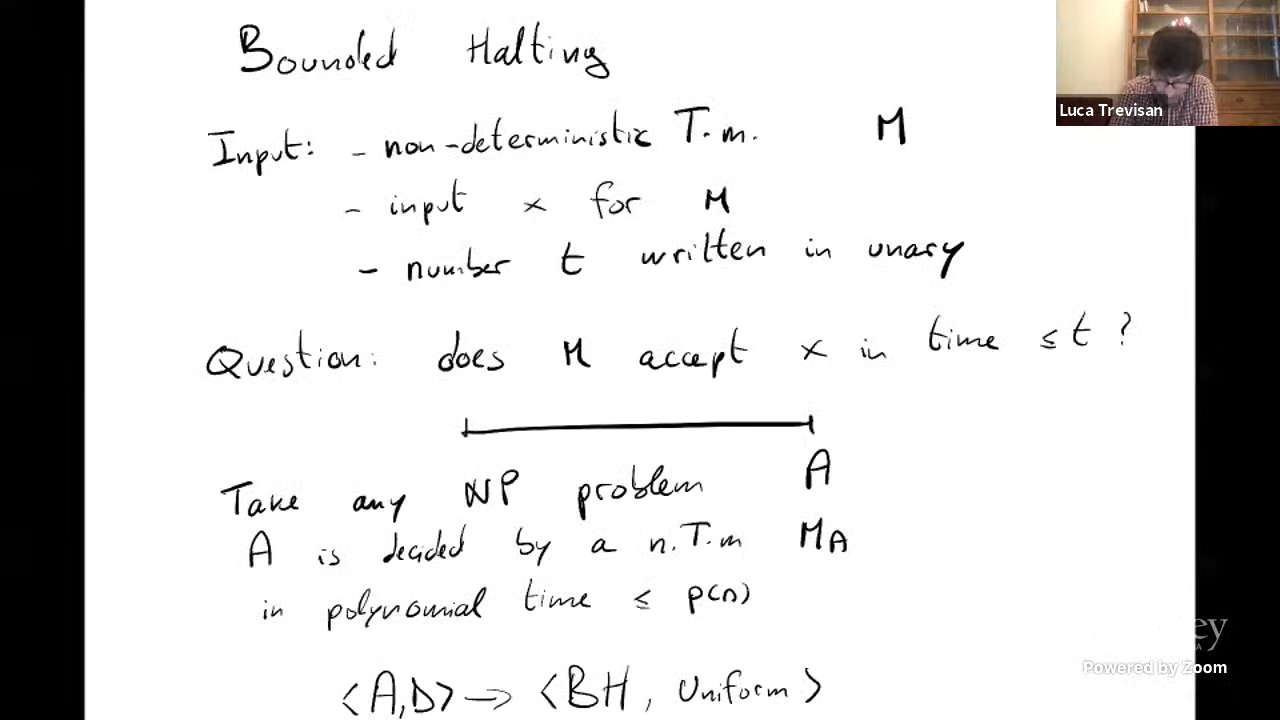 Bounded Halting
Luca Trevisan
Input: - non-deterministic T.m. M
- input x for M
- number t written in unary
Question: does M accept x in time ≤ t ?
Take any NP problem A
A is decided by a n.T.m MA
in polynomial time ≤ p(n)
Powered by Zoom
<A,D> → <BH, Uniform>